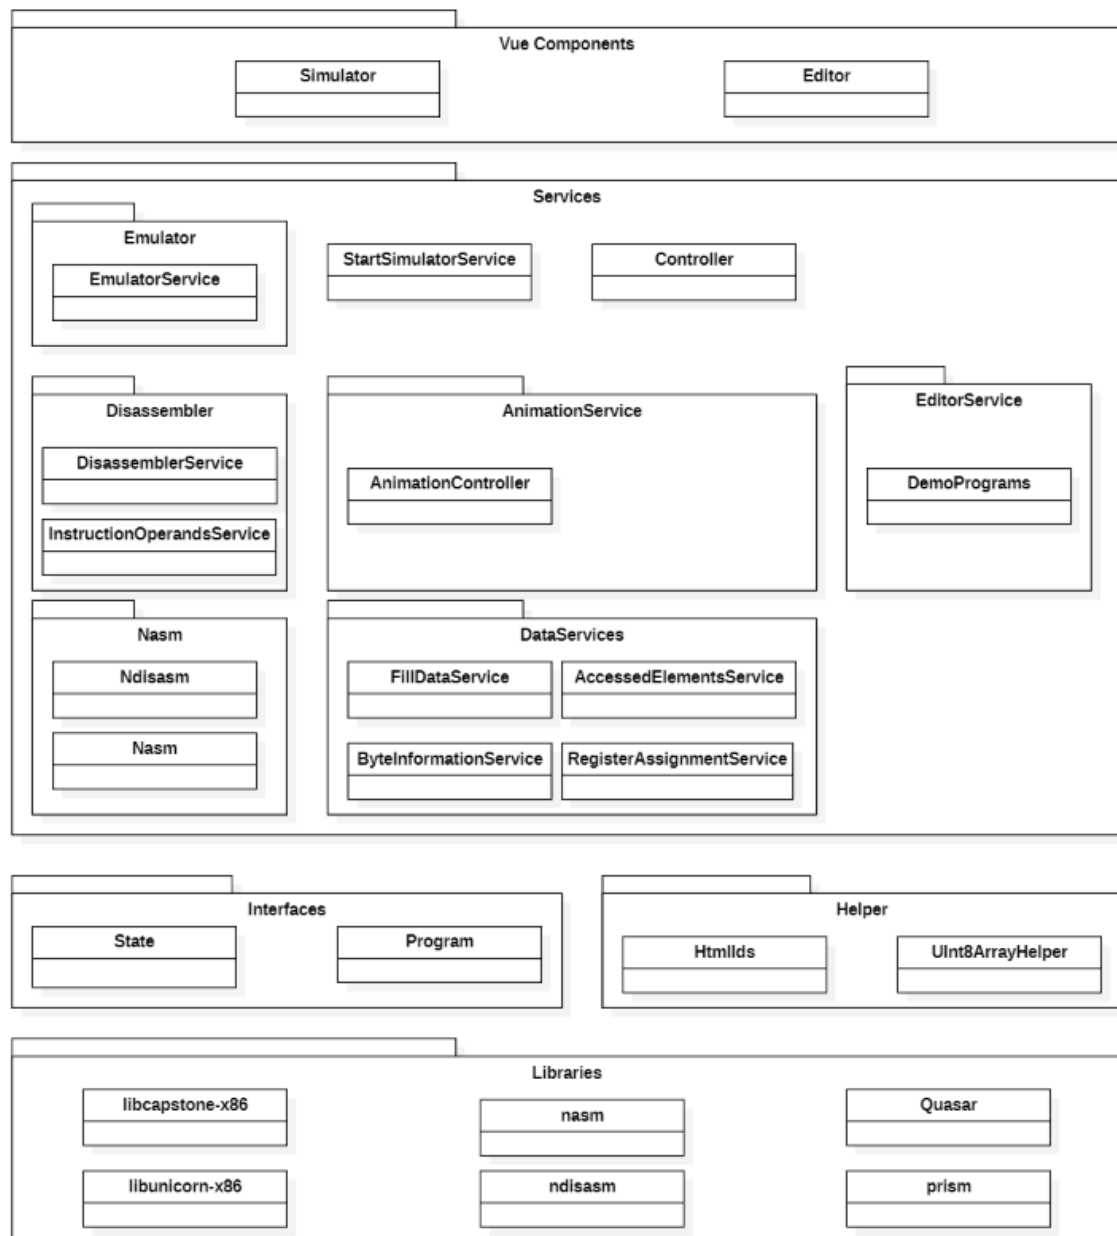 Vue Components
Simulator
Editor
Services
Emulator
EmulatorService
StartSimulatorService
Controller
Disassembler
DisassemblerService
InstructionOperandsService
AnimationService
AnimationController
EditorService
DemoPrograms
Nasm
Ndisasm
Nasm
DataServices
FillDataService
AccessedElementsService
ByteInformationService
RegisterAssignmentService
Interfaces
State
Program
Helper
HtmlIds
UInt8ArrayHelper
Libraries
libcapstone-x86
nasm
Quasar
libunicorn-x86
ndisasm
prism